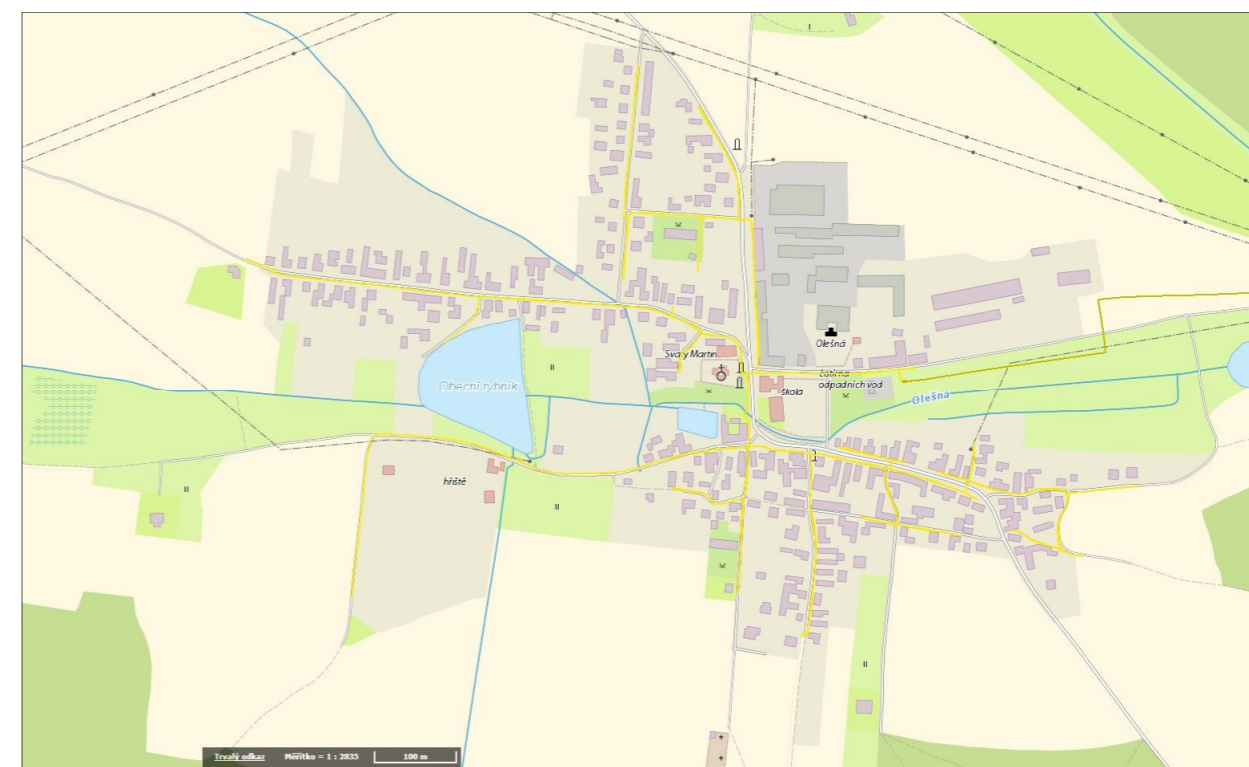 Olešná
Svatý Martin
čistírna
odpadních vod
Obecní rybník
škola
Olešná
hřiště
Trvalý odkaz Měřítko = 1 : 2835 100 m